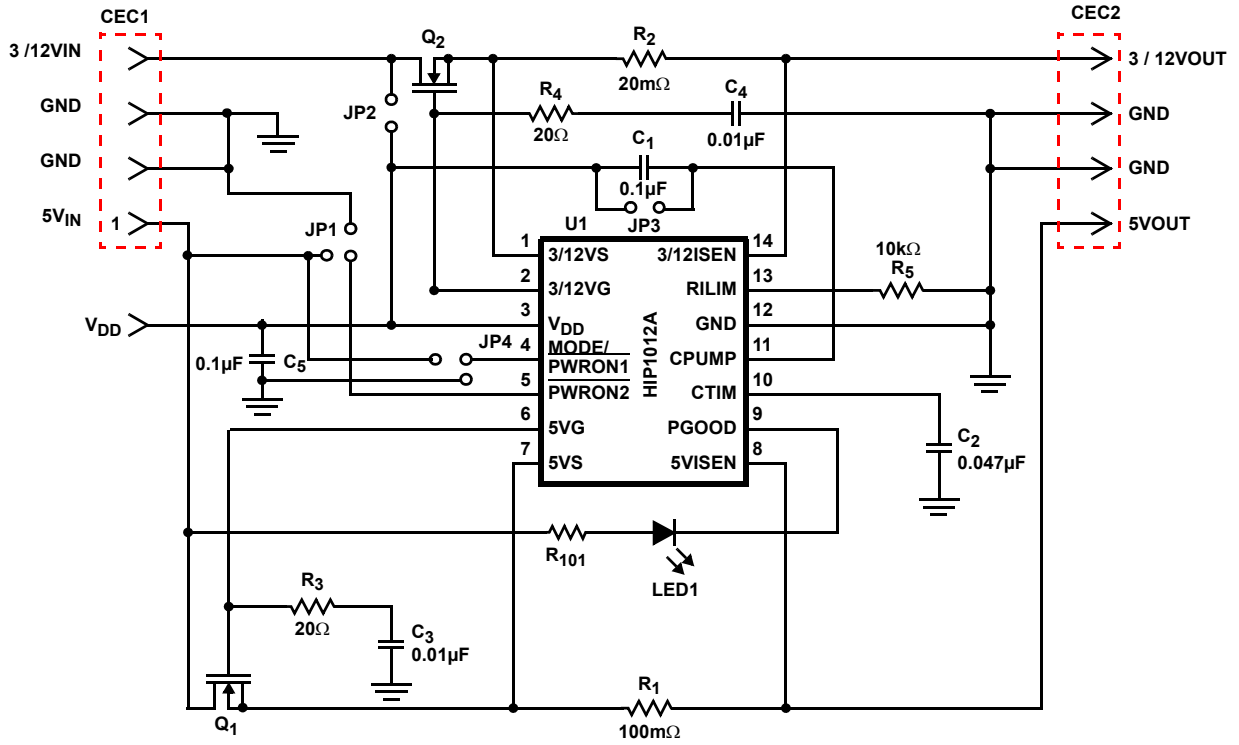 CEC1
CEC2
3 /12VIN
Q2
R2
20mΩ
3 / 12VOUT
GND
JP2
R4
20Ω
C4
0.01µF
GND
GND
C1
0.1µF
JP3
GND
5VIN
1
JP1
5VOUT
U1
1
3/12VS
3/12ISEN
14
10kΩ
R5
2
3/12VG
RILIM
13
VDD
3
VDD
GND
12
0.1µF
C5
JP4
4
MODE/
PWRON1
CPUMP
11
5
PWRON2
CTIM
10
HIP1012A
6
5VG
PGOOD
9
7
5VS
5VISEN
8
C2
0.047µF
R101
LED1
R3
20Ω
C3
0.01µF
Q1
R1
100mΩ